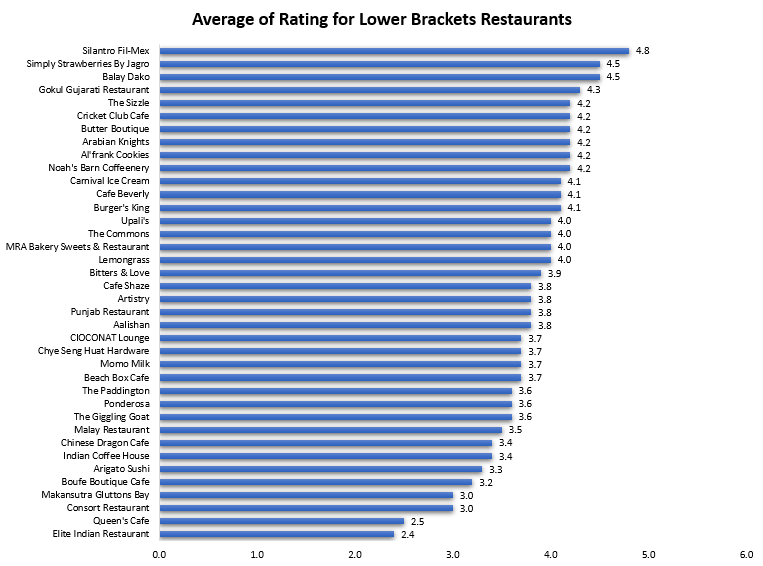 Average of Rating for Lower Brackets Restaurants
Silantro Fil-Mex 4.8
Simply Strawberries By Jagro 4.5
Balay Dako 4.5
Gokul Gujarati Restaurant 4.3
The Sizzle 4.2
Cricket Club Cafe 4.2
Butter Boutique 4.2
Arabian Knights 4.2
Al'frank Cookies 4.2
Noah's Barn Coffeenery 4.2
Carnival Ice Cream 4.1
Cafe Beverly 4.1
Burger's King 4.1
Upali's 4.0
The Commons 4.0
MRA Bakery Sweets & Restaurant 4.0
Lemongrass 4.0
Bitters & Love 3.9
Cafe Shaze 3.8
Artistry 3.8
Punjab Restaurant 3.8
Aalishan 3.8
CIOCONAT Lounge 3.7
Chye Seng Huat Hardware 3.7
Momo Milk 3.7
Beach Box Cafe 3.7
The Paddington 3.6
Ponderosa 3.6
The Giggling Goat 3.6
Malay Restaurant 3.5
Chinese Dragon Cafe 3.4
Indian Coffee House 3.4
Arigato Sushi 3.3
Boufe Boutique Cafe 3.2
Makansutra Gluttons Bay 3.0
Consort Restaurant 3.0
Queen's Cafe 2.5
Elite Indian Restaurant 2.4
0.0 1.0 2.0 3.0 4.0 5.0 6.0